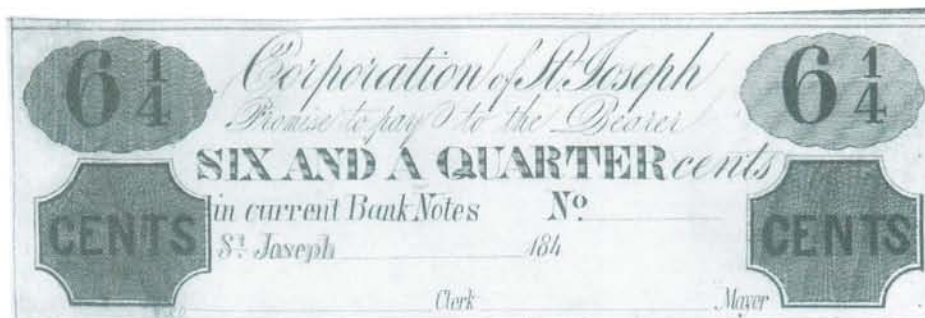 6 1/4 Corporation of St. Joseph 6 1/4
Promise to pay to the Bearer
SIX AND A QUARTER cents
in current Bank Notes No
CENTS CENTS
St. Joseph 184
Clerk Mayor